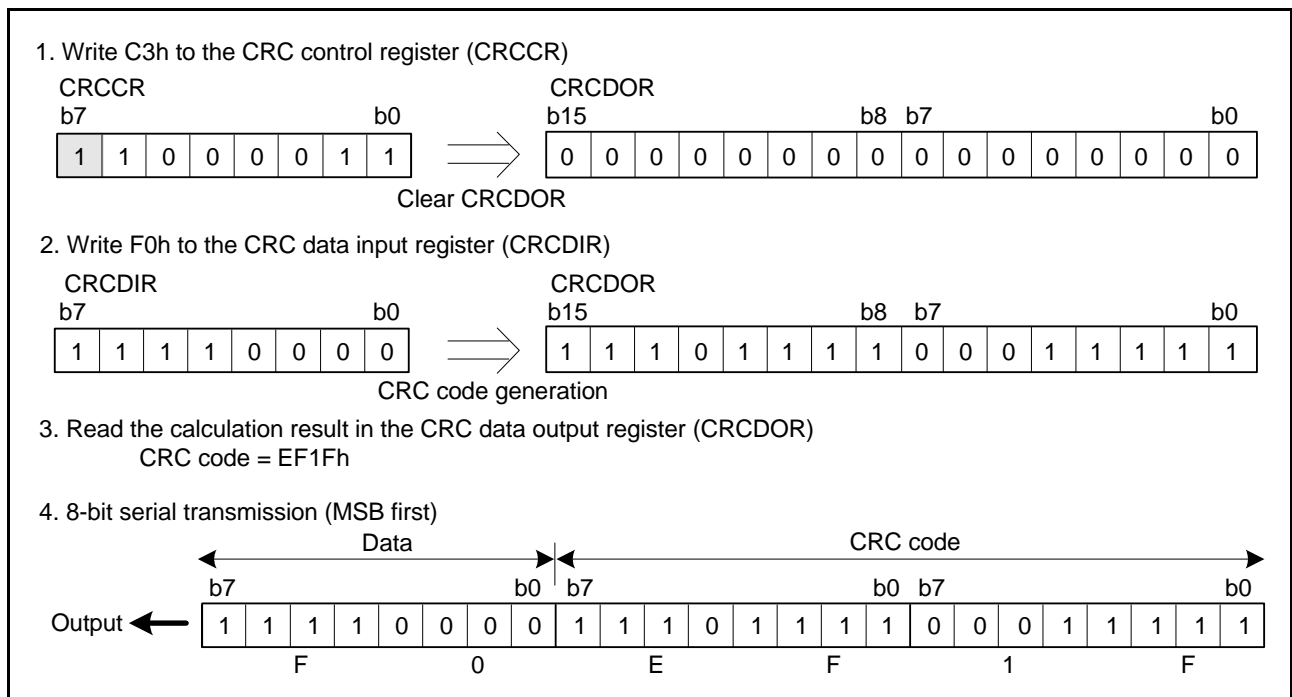 1. Write C3h to the CRC control register (CRCCR)
CRCCR CRCDOR
b7 b0 b15 b8 b7 b0
1 1 0 0 0 0 1 1 0 0 0 0 0 0 0 0 0 0 0 0 0 0 0 0
Clear CRCDOR
2. Write F0h to the CRC data input register (CRCDIR)
CRCDIR CRCDOR
b7 b0 b15 b8 b7 b0
1 1 1 1 0 0 0 0 1 1 1 0 1 1 1 1 0 0 0 1 1 1 1 1
CRC code generation
3. Read the calculation result in the CRC data output register (CRCDOR)
CRC code = EF1Fh
4. 8-bit serial transmission (MSB first)
Data CRC code
b7 b0 b7 b0 b7 b0
Output 1 1 1 1 0 0 0 0 1 1 1 0 1 1 1 1 0 0 0 1 1 1 1 1
F 0 E F 1 F